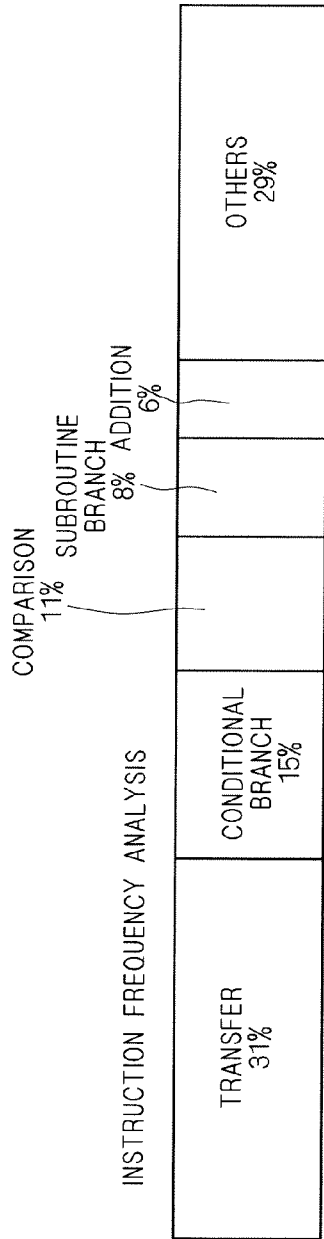 INSTRUCTION FREQUENCY ANALYSIS
TRANSFER
31%
CONDITIONAL
BRANCH
15%
COMPARISON
11%
SUBROUTINE
BRANCH
8%
ADDITION
6%
OTHERS
29%